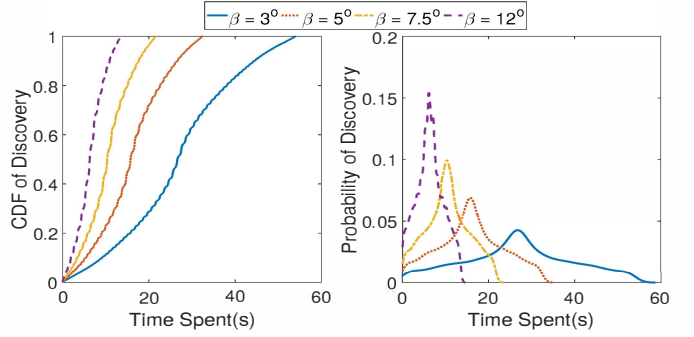 β = 3° β = 5° β = 7.5° β = 12°
CDF of Discovery
1
0.8
0.6
0.4
0.2
0
0 20 40 60
Time Spent(s)
Probability of Discovery
0.2
0.15
0.1
0.05
0
0 20 40 60
Time Spent(s)